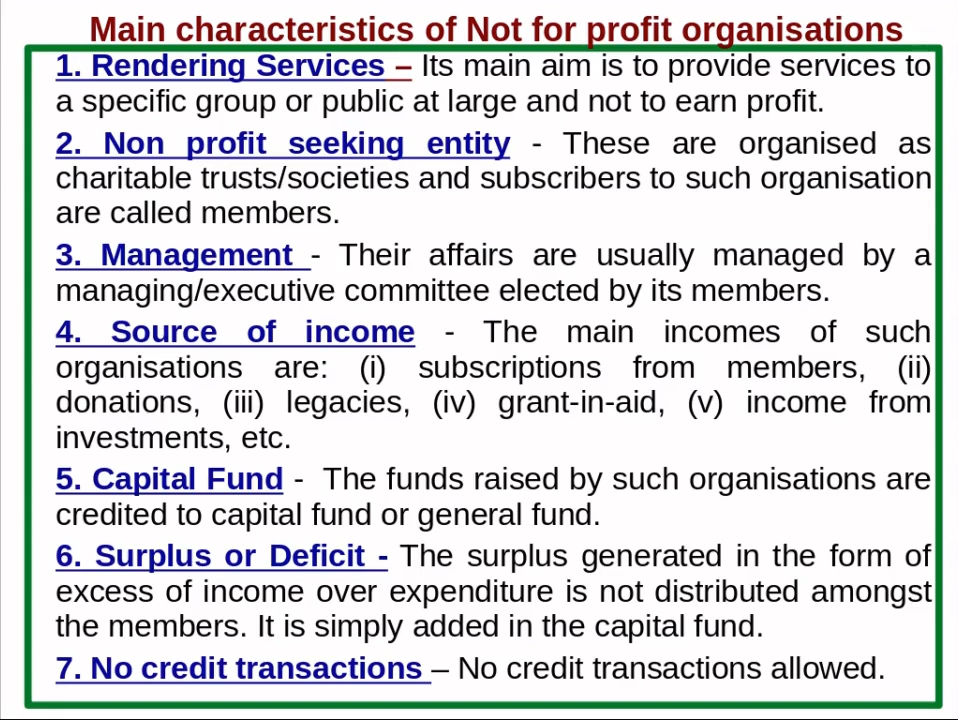 Main characteristics of Not for profit organisations
1. Rendering Services – Its main aim is to provide services to
a specific group or public at large and not to earn profit.
2. Non profit seeking entity - These are organised as
charitable trusts/societies and subscribers to such organisation
are called members.
3. Management - Their affairs are usually managed by a
managing/executive committee elected by its members.
4. Source of income - The main incomes of such
organisations are: (i) subscriptions from members, (ii)
donations, (iii) legacies, (iv) grant-in-aid, (v) income from
investments, etc.
5. Capital Fund - The funds raised by such organisations are
credited to capital fund or general fund.
6. Surplus or Deficit - The surplus generated in the form of
excess of income over expenditure is not distributed amongst
the members. It is simply added in the capital fund.
7. No credit transactions – No credit transactions allowed.